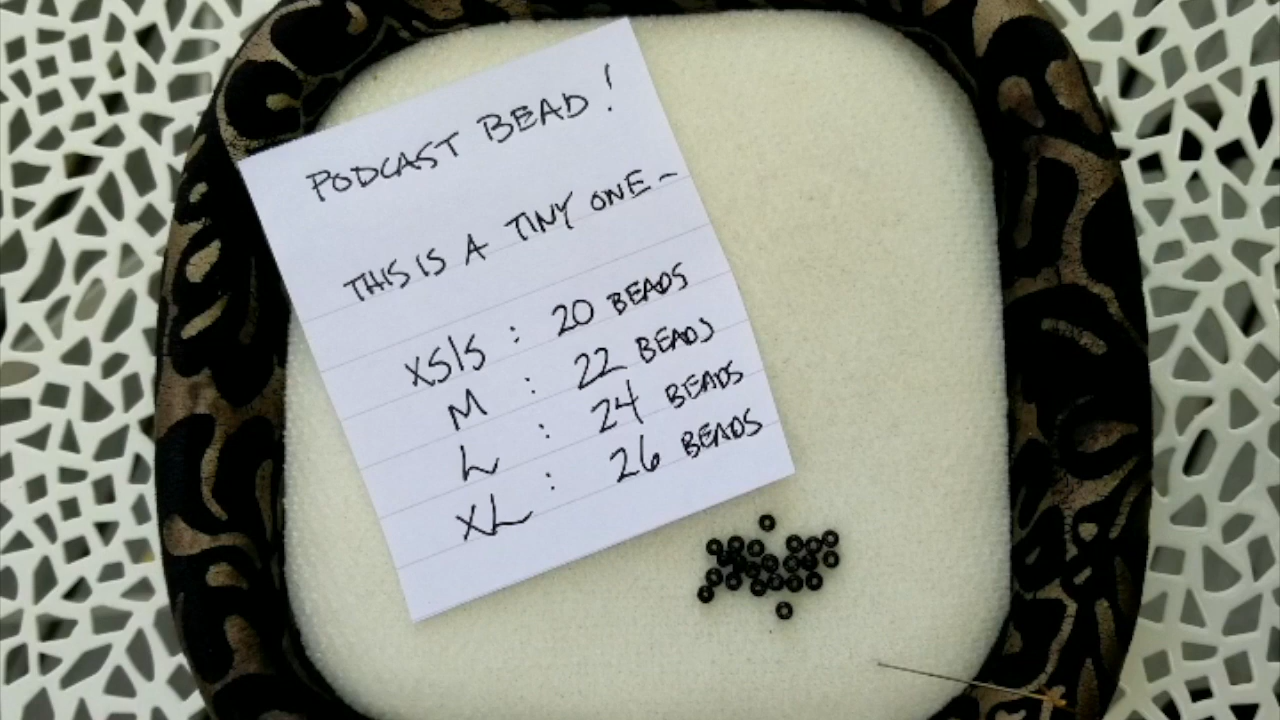 PODCAST BEAD!
THIS IS A TINY ONE~
XS/S : 20 BEADS
M : 22 BEADS
L : 24 BEADS
XL : 26 BEADS